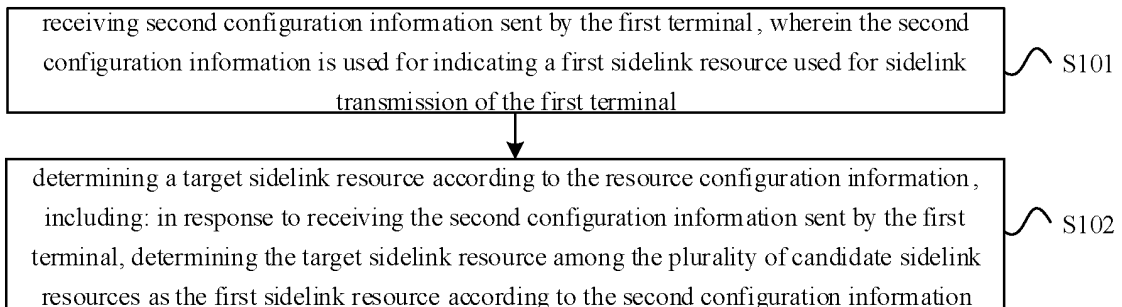 receiving second configuration information sent by the first terminal, wherein the second
configuration information is used for indicating a first sidelink resource used for sidelink
transmission of the first terminal
S101
determining a target sidelink resource according to the resource configuration information,
including: in response to receiving the second configuration information sent by the first
terminal, determining the target sidelink resource among the plurality of candidate sidelink
resources as the first sidelink resource according to the second configuration information
S102